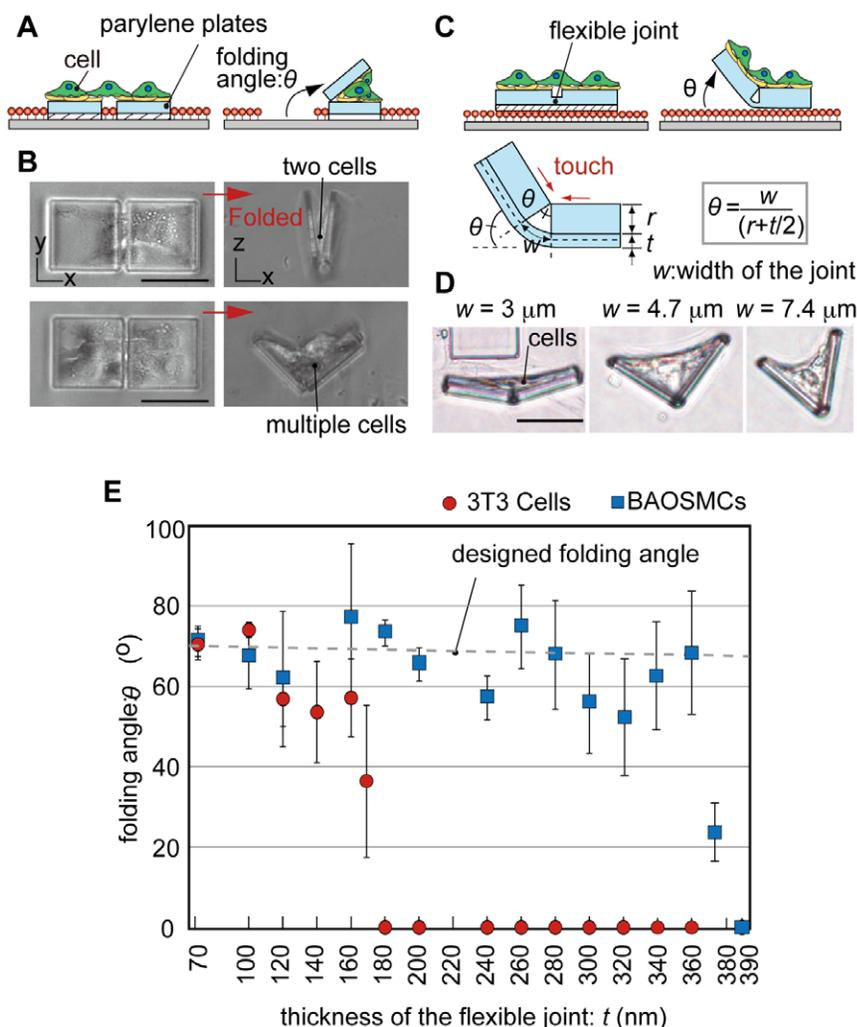 A
parylene plates
cell
folding
angle:θ
C
flexible joint
θ
B
two cells
Folded
y
x
z
x
multiple cells
touch
θ
θ
w
r
t
θ = w/(r+t/2)
w:width of the joint
D
w = 3 µm
w = 4.7 µm
w = 7.4 µm
cells
E
3T3 Cells
BAOSMCs
designed folding angle
folding angle:θ (°)
100
80
60
40
20
0
70 100 120 140 160 180 200 220 240 260 280 300 320 340 360 380 390
thickness of the flexible joint: t (nm)